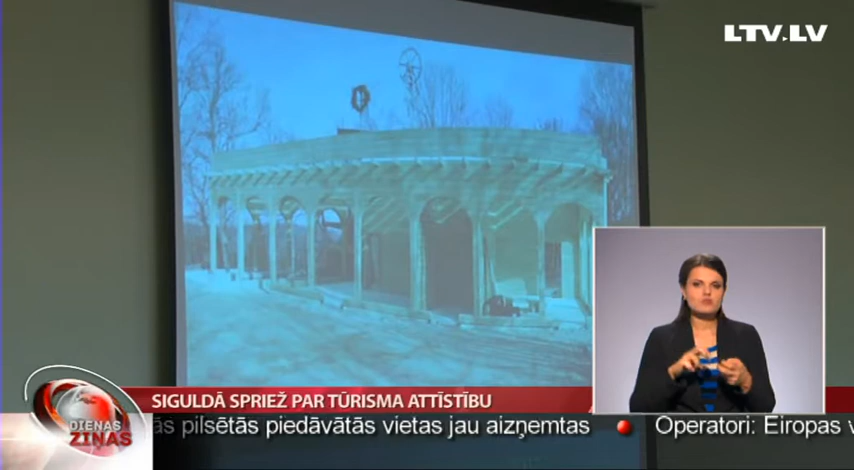 LTV.LV
SIGULDĀ SPRIEŽ PAR TŪRISMA ATTĪSTĪBU
DIENAS
ZIŅAS
ās pilsētās piedāvātās vietas jau aizņemtas Operatori: Eiropas v